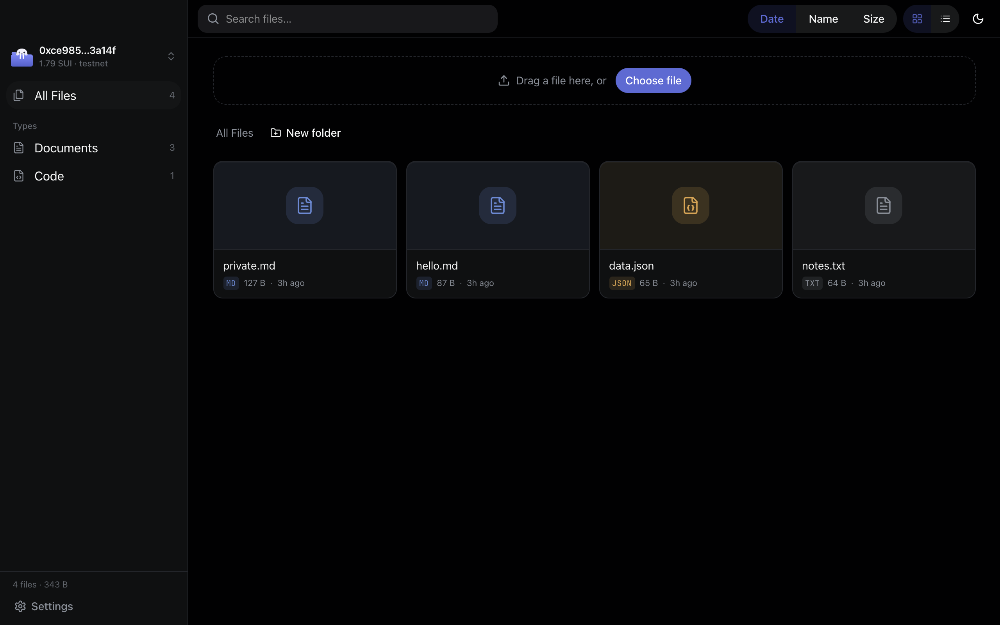 0xce985...3a14f
1.79 SUI · testnet
All Files 4
Types
Documents 3
Code 1
4 files · 343 B
Settings
Search files...
Date Name Size
Drag a file here, or Choose file
All Files New folder
private.md
MD 127 B · 3h ago
hello.md
MD 87 B · 3h ago
data.json
JSON 65 B · 3h ago
notes.txt
TXT 64 B · 3h ago